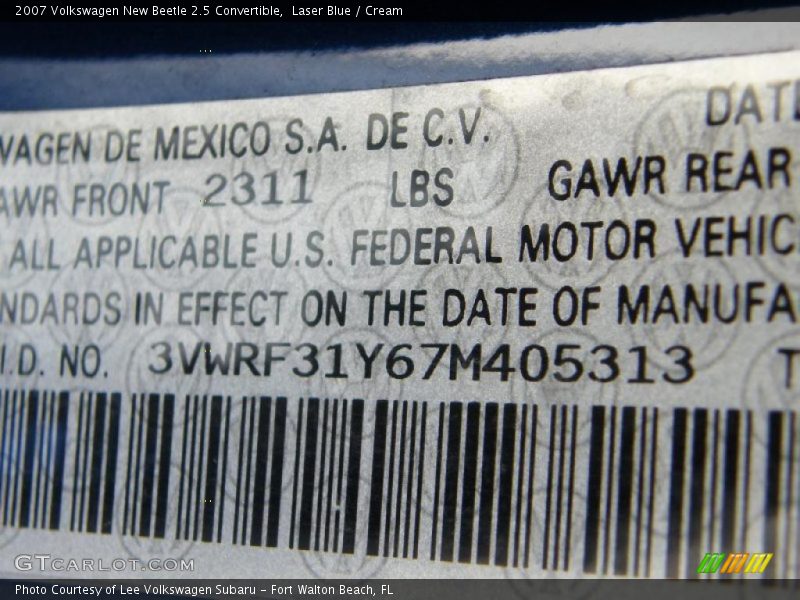 2007 Volkswagen New Beetle 2.5 Convertible,  Laser Blue / Cream
WAGEN DE MEXICO S.A. DE C.V.
DATE
AWR FRONT 2311 LBS GAWR REAR
ALL APPLICABLE U.S. FEDERAL MOTOR VEHIC
NDARDS IN EFFECT ON THE DATE OF MANUFA
I.D. NO. 3VWRF31Y67M405313 T
GTCARLOT.COM
Photo Courtesy of Lee Volkswagen Subaru - Fort Walton Beach, FL